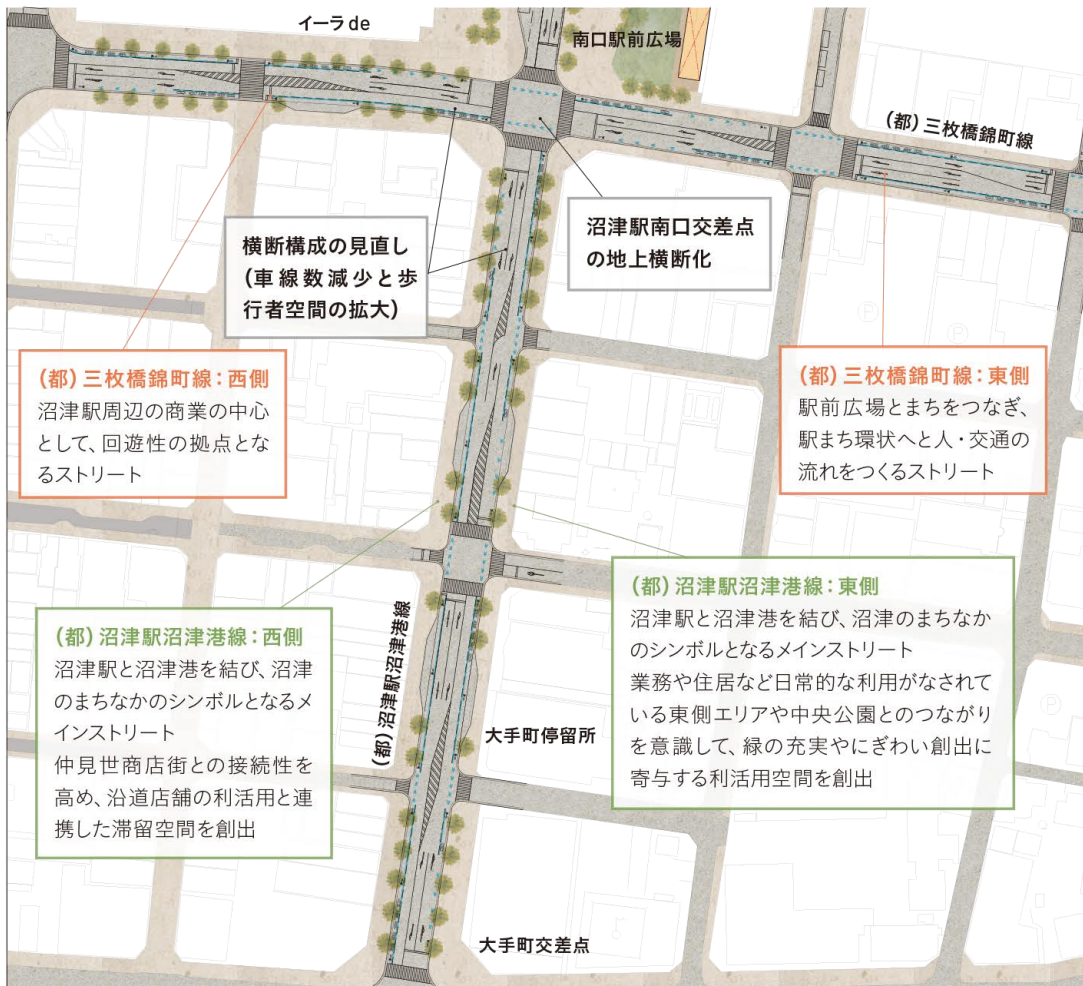 イーラde
南口駅前広場
(都)三枚橋錦町線
横断構成の見直し
(車線数減少と歩
行者空間の拡大)
沼津駅南口交差点
の地上横断化
(都)三枚橋錦町線:西側
沼津駅周辺の商業の中心
として、回遊性の拠点とな
るストリート
(都)三枚橋錦町線:東側
駅前広場とまちをつなぎ、
駅まち環状へと人・交通の
流れをつくるストリート
(都)沼津駅沼津港線:西側
沼津駅と沼津港を結び、沼津
のまちなかのシンボルとなるメ
インストリート
仲見世商店街との接続性を
高め、沿道店舗の利活用と連
携した滞留空間を創出
(都)沼津駅沼津港線
(都)沼津駅沼津港線:東側
沼津駅と沼津港を結び、沼津のまちなか
のシンボルとなるメインストリート
業務や住居など日常的な利用がなされて
いる東側エリアや中央公園とのつながり
を意識して、緑の充実やにぎわい創出に
寄与する利活用空間を創出
大手町停留所
大手町交差点
P
P
P